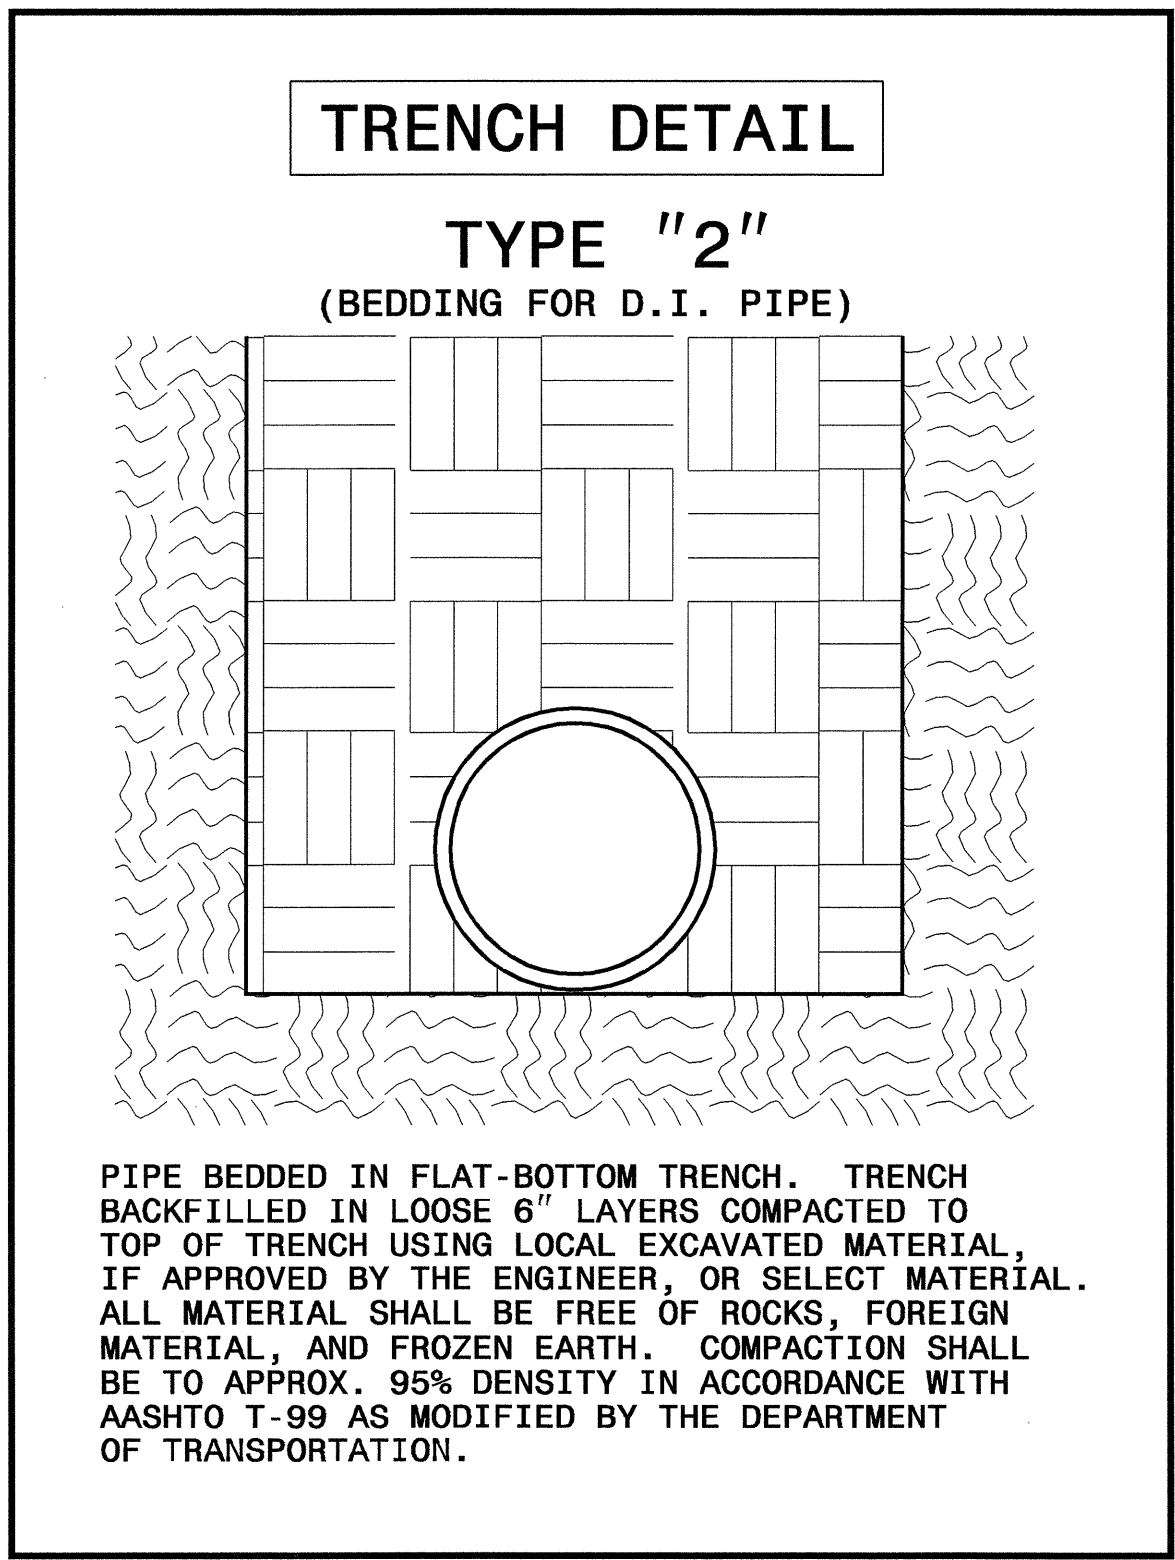 TRENCH DETAIL
TYPE "2"
(BEDDING FOR D.I. PIPE)
PIPE BEDDED IN FLAT-BOTTOM TRENCH. TRENCH
BACKFILLED IN LOOSE 6" LAYERS COMPACTED TO
TOP OF TRENCH USING LOCAL EXCAVATED MATERIAL,
IF APPROVED BY THE ENGINEER, OR SELECT MATERIAL.
ALL MATERIAL SHALL BE FREE OF ROCKS, FOREIGN
MATERIAL, AND FROZEN EARTH. COMPACTION SHALL
BE TO APPROX. 95% DENSITY IN ACCORDANCE WITH
AASHTO T-99 AS MODIFIED BY THE DEPARTMENT
OF TRANSPORTATION.